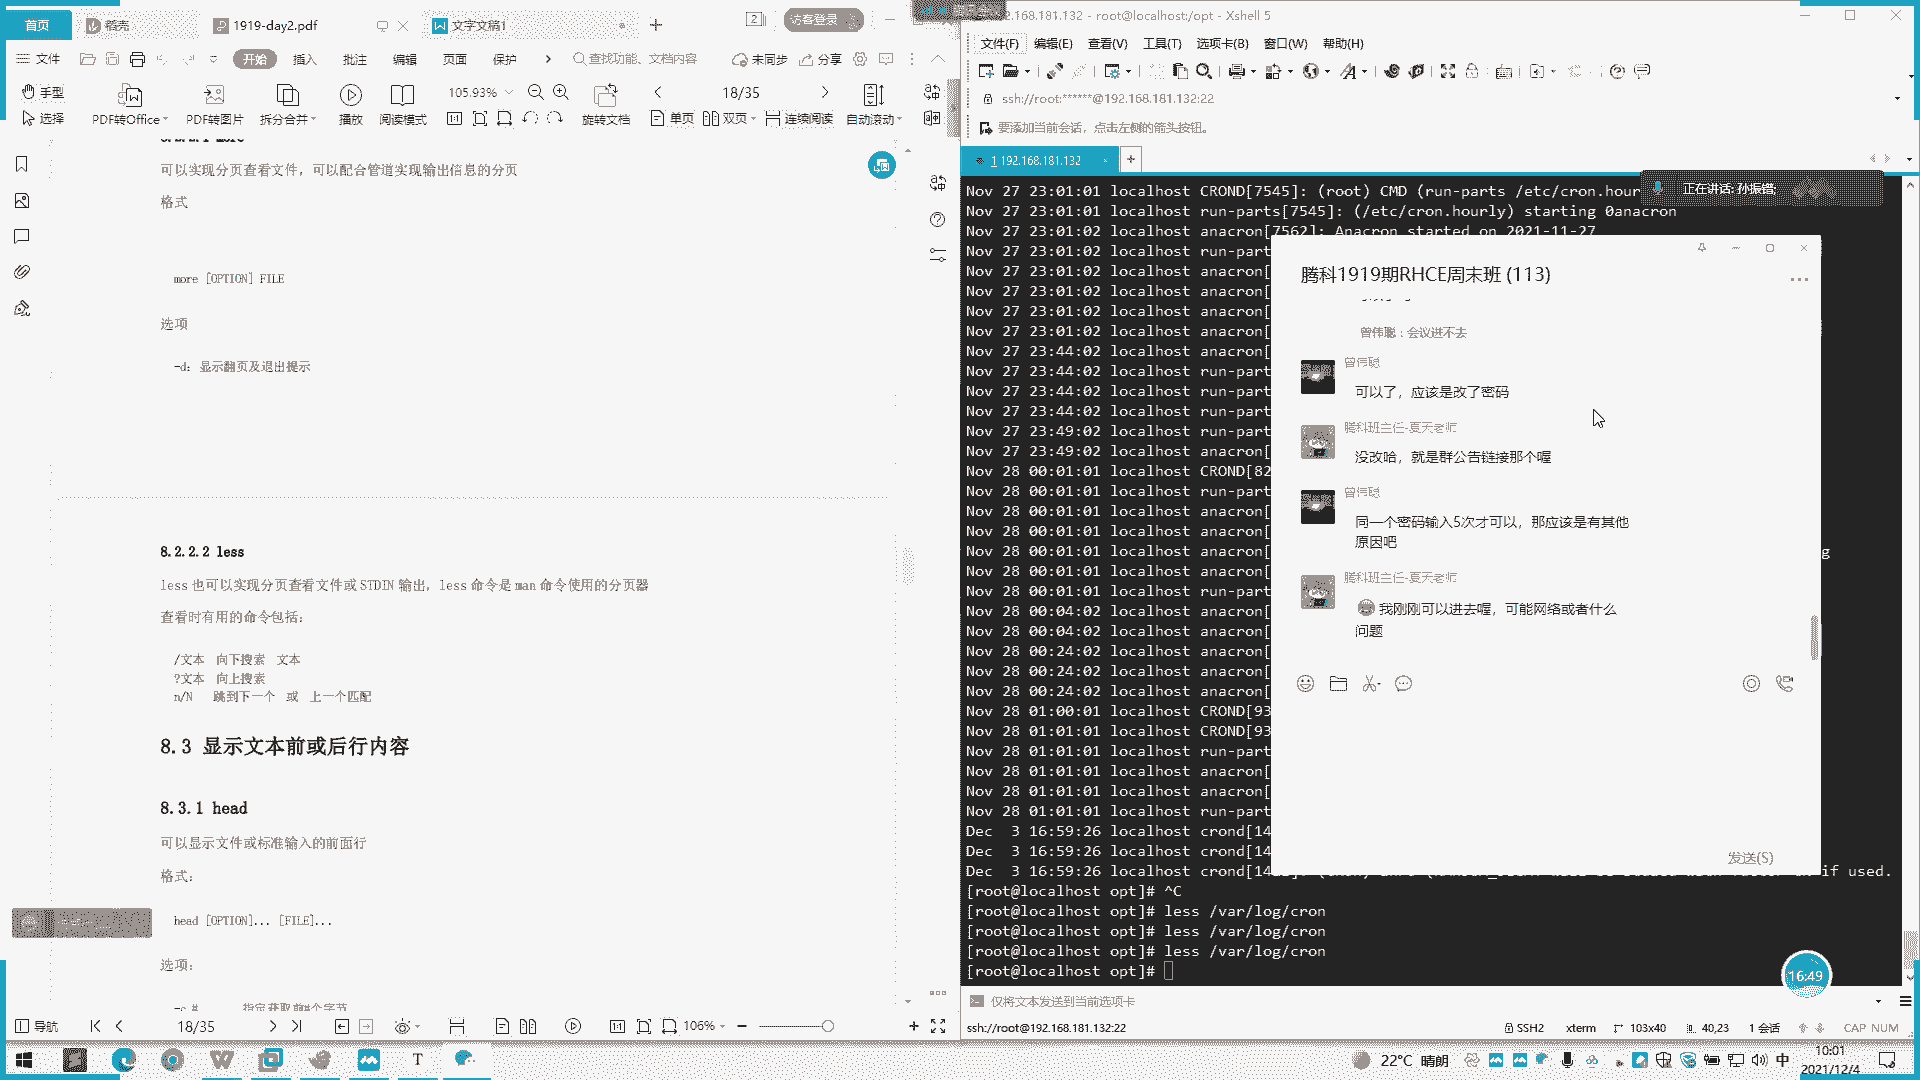 首页
稻壳
1919-day2.pdf
文字文稿1
2
访客登录
文件
开始
插入
批注
编辑
页面
保护
查找功能、文档内容
未同步
分享
手型
选择
PDF转Office
PDF转图片
拆分合并
播放
阅读模式
105.93%
旋转文档
18/35
单页
双页
连续阅读
自动滚动
可以实现分页查看文件，可以配合管道实现输出信息的分页
格式
more [OPTION] FILE
选项
-d: 显示翻页及退出提示
8.2.2.2 less
less 也可以实现分页查看文件或 STDIN 输出，less 命令是 man 命令使用的分页器
查看时有用的命令包括：
/文本 向下搜索 文本
?文本 向上搜索
n/N 跳到下一个 或 上一个匹配
8.3 显示文本前或后行内容
8.3.1 head
可以显示文件或标准输入的前面行
格式：
head [OPTION]... [FILE]...
选项：
-c # 指定获取前#个字节
导航
18/35
106%
192.168.181.132 - root@localhost:/opt - Xshell 5
文件(F) 编辑(E) 查看(V) 工具(T) 选项卡(B) 窗口(W) 帮助(H)
ssh://root:******@192.168.181.132:22
要添加当前会话，点击左侧的箭头按钮。
1 192.168.181.132
正在讲话: 孙振锴;
Nov 27 23:01:01 localhost CROND[7545]: (root) CMD (run-parts /etc/cron.hour
Nov 27 23:01:01 localhost run-parts[7545]: (/etc/cron.hourly) starting 0anacron
Nov 27 23:01:01 localhost anacron[7562]: Anacron started on 2021-11-27
Nov 27 23:01:01 localhost run-part
Nov 27 23:01:02 localhost anacron[
Nov 27 23:01:02 localhost anacron[
Nov 27 23:01:02 localhost anacron[
Nov 27 23:01:02 localhost anacron[
Nov 27 23:44:02 localhost anacron[
Nov 27 23:44:02 localhost run-part
Nov 27 23:44:02 localhost run-part
Nov 27 23:44:02 localhost run-part
Nov 27 23:49:02 localhost run-part
Nov 27 23:49:02 localhost anacron[
Nov 28 00:01:01 localhost CROND[82
Nov 28 00:01:01 localhost run-part
Nov 28 00:01:01 localhost anacron[
Nov 28 00:01:01 localhost anacron[
Nov 28 00:01:01 localhost anacron[
g
Nov 28 00:01:01 localhost anacron[
Nov 28 00:01:01 localhost run-part
Nov 28 00:04:02 localhost anacron[
Nov 28 00:04:02 localhost anacron[
Nov 28 00:24:02 localhost anacron[
Nov 28 00:24:02 localhost anacron[
Nov 28 00:24:02 localhost anacron[
Nov 28 01:00:01 localhost CROND[93
Nov 28 01:01:01 localhost CROND[93
Nov 28 01:01:01 localhost run-part
Nov 28 01:01:01 localhost anacron[
Nov 28 01:01:01 localhost anacron[
Nov 28 01:01:01 localhost run-part
Dec 3 16:59:26 localhost crond[14
Dec 3 16:59:26 localhost crond[14
Dec 3 16:59:26 localhost
if used.
[root@localhost opt]# ^C
[root@localhost opt]# less /var/log/cron
[root@localhost opt]# less /var/log/cron
[root@localhost opt]# less /var/log/cron
[root@localhost opt]#
腾科1919期RHCE周末班 (113)
曾伟聪：会议进不去
曾伟聪
可以了，应该是改了密码
腾科班主任-夏天老师
没改哈，就是群公告链接那个喔
曾伟聪
同一个密码输入5次才可以，那应该是有其他
原因吧
腾科班主任-夏天老师
我刚刚可以进去喔，可能网络或者什么
问题
发送(S)
16:49
仅将文本发送到当前选项卡
ssh://root@192.168.181.132:22
SSH2
xterm
103x40
40,23
1 会话
CAP NUM
22°C 晴朗
中
10:01
2021/12/4